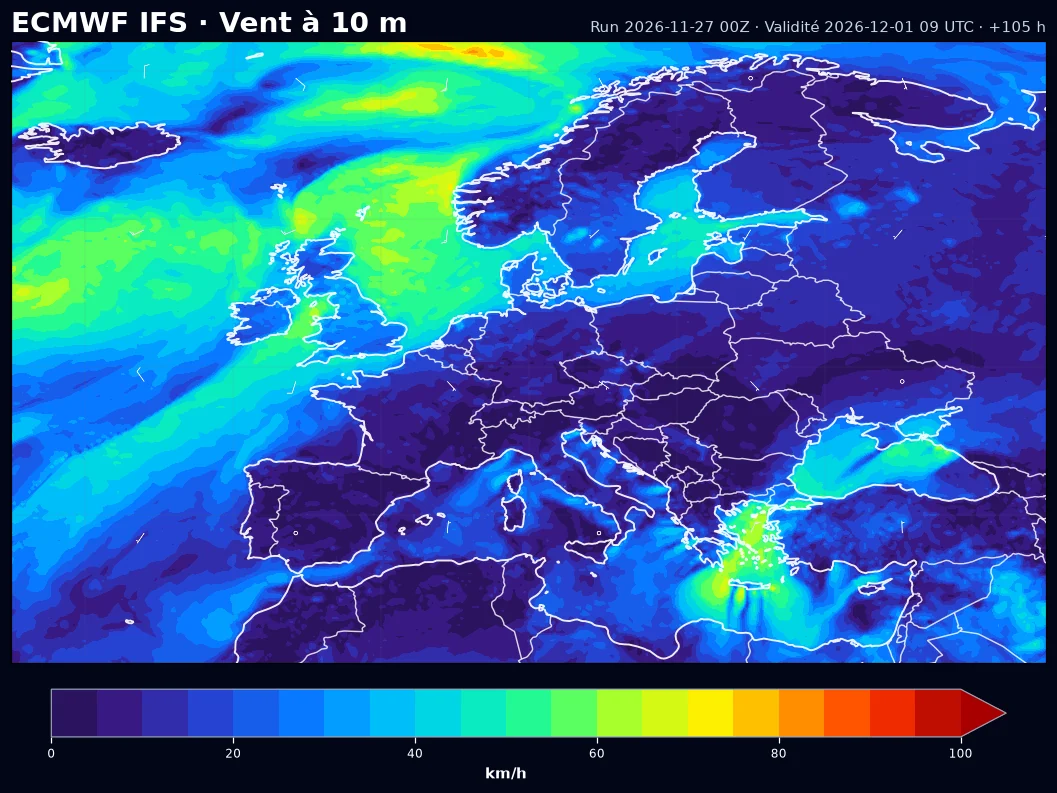 ECMWF IFS · Vent à 10 m
Run 2026-11-27 00Z · Validité 2026-12-01 09 UTC · +105 h
0 20 40 60 80 100
km/h